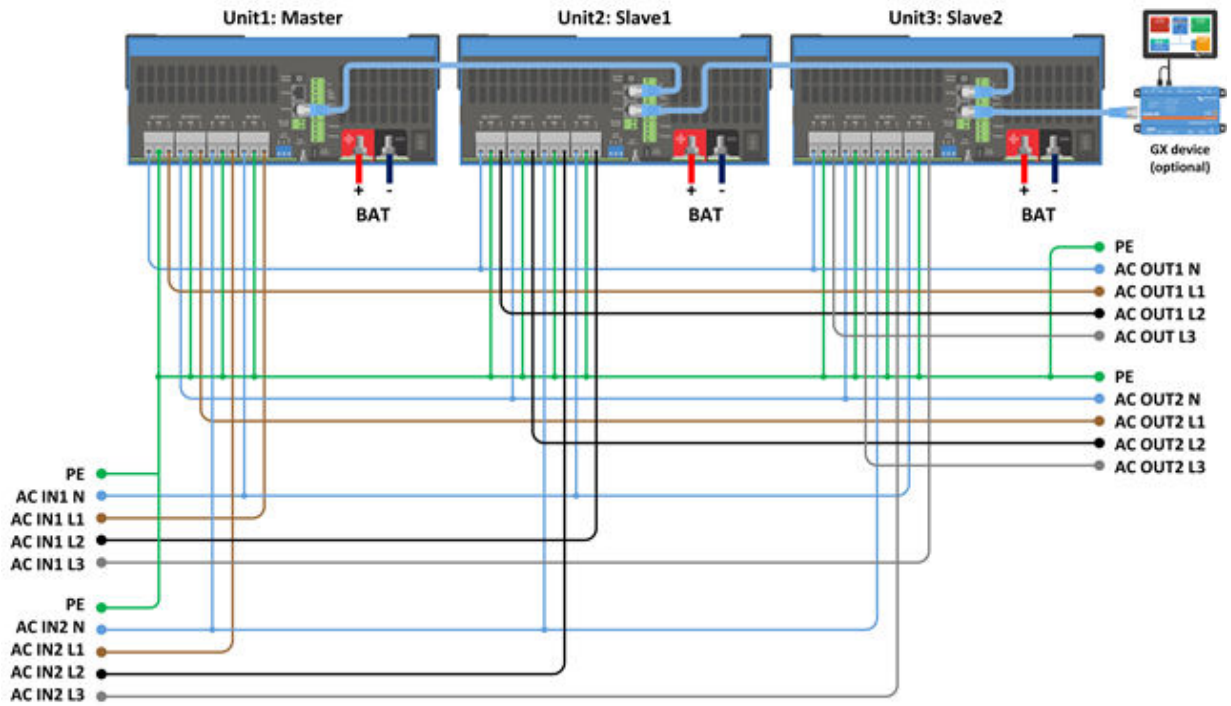 Unit1: Master
Unit2: Slave1
Unit3: Slave2
GX device
(optional)
+ -
BAT
+ -
BAT
+ -
BAT
PE
AC OUT1 N
AC OUT1 L1
AC OUT1 L2
AC OUT L3
PE
AC OUT2 N
AC OUT2 L1
AC OUT2 L2
AC OUT2 L3
PE
AC IN1 N
AC IN1 L1
AC IN1 L2
AC IN1 L3
PE
AC IN2 N
AC IN2 L1
AC IN2 L2
AC IN2 L3